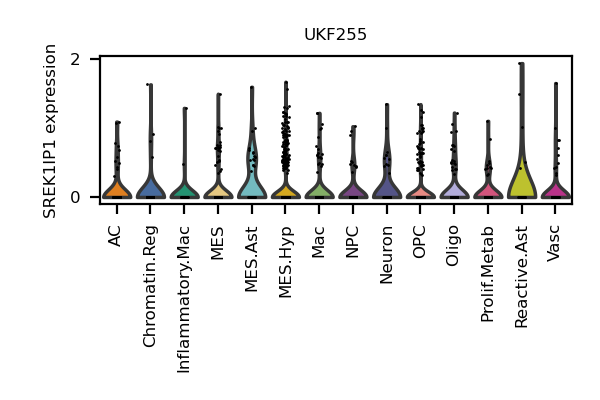 UKF255
SREK1IP1 expression
2
0
AC
Chromatin.Reg
Inflammatory.Mac
MES
MES.Ast
MES.Hyp
Mac
NPC
Neuron
OPC
Oligo
Prolif.Metab
Reactive.Ast
Vasc